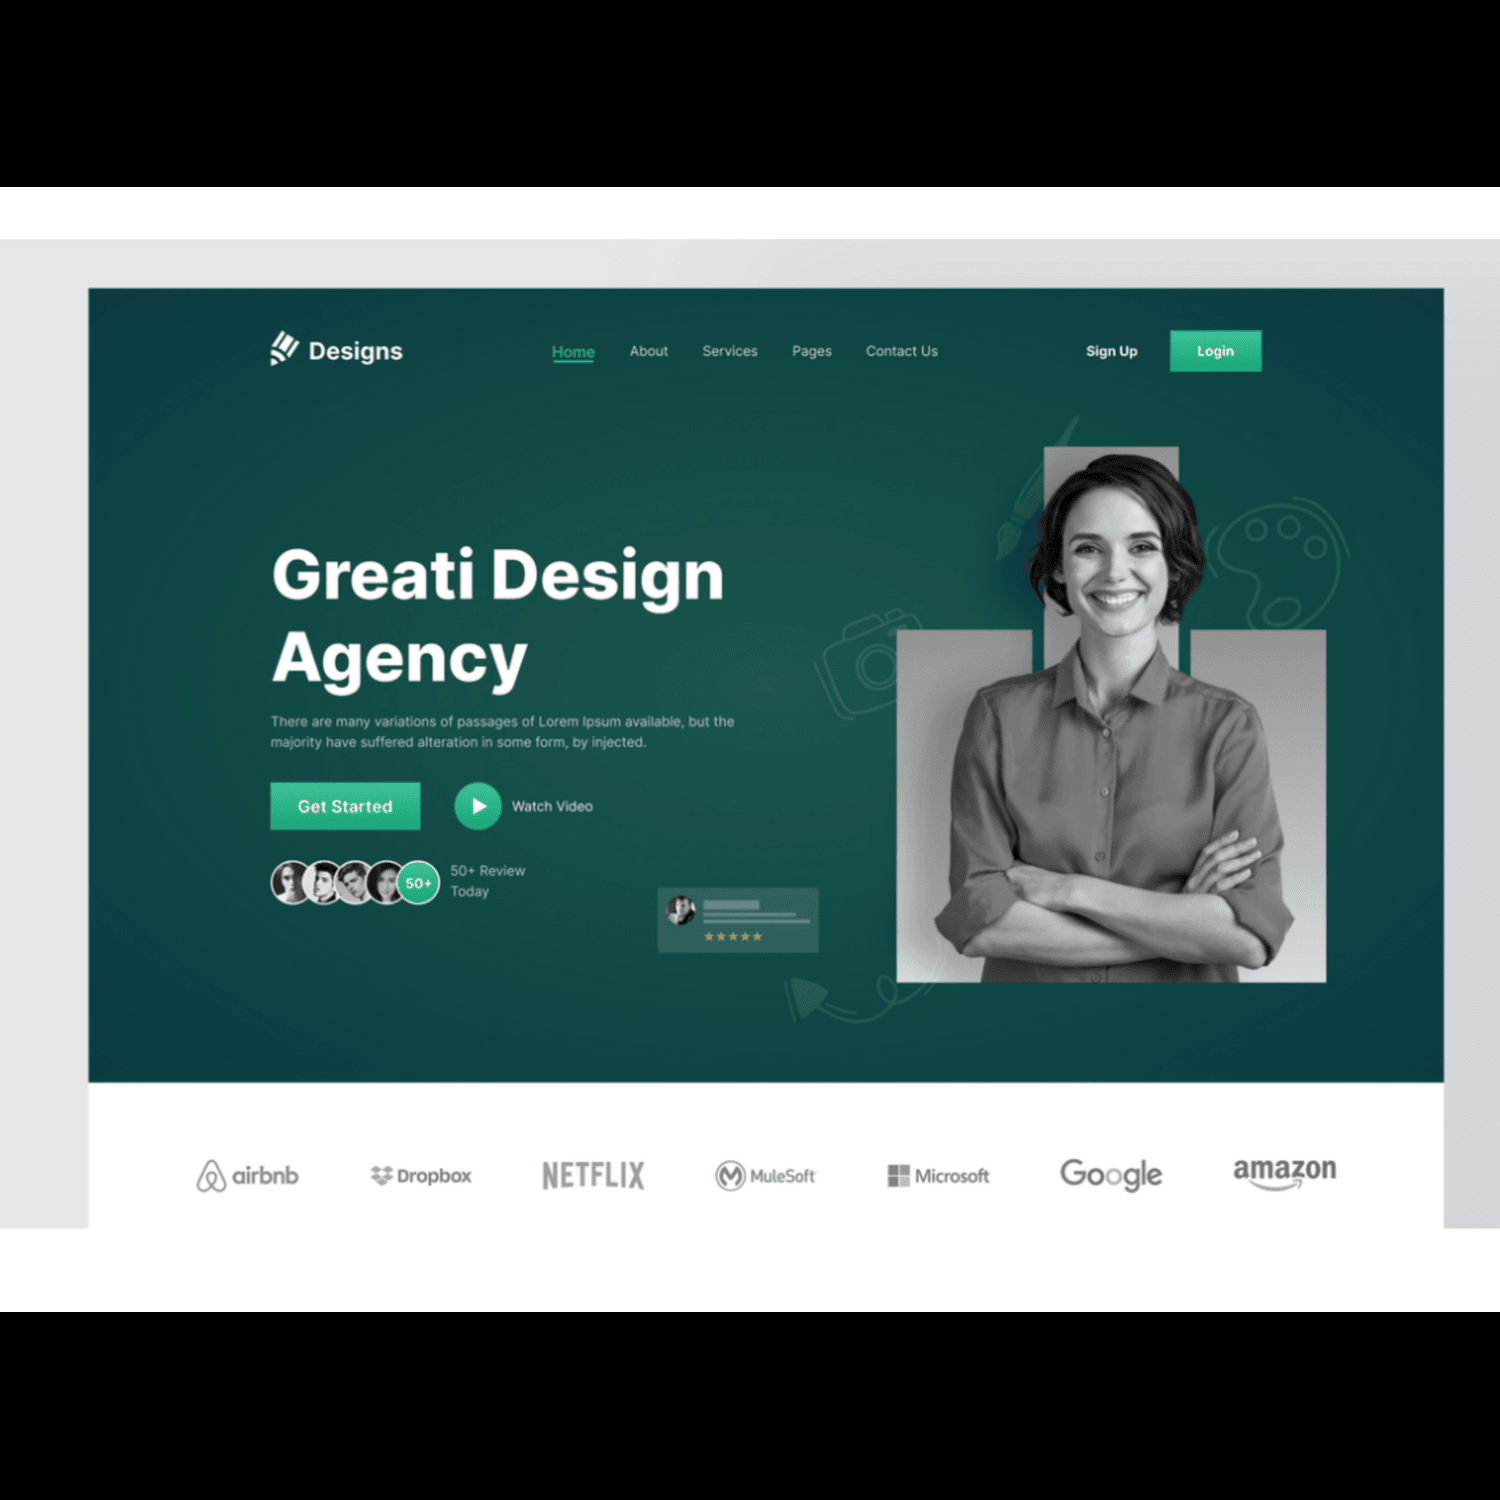 Designs
Home About Services Pages Contact Us Sign Up Login
Greati Design
Agency
There are many variations of passages of Lorem Ipsum available, but the
majority have suffered alteration in some form, by injected.
Get Started Watch Video
50+ 50+ Review
Today
airbnb Dropbox NETFLIX MuleSoft Microsoft Google amazon